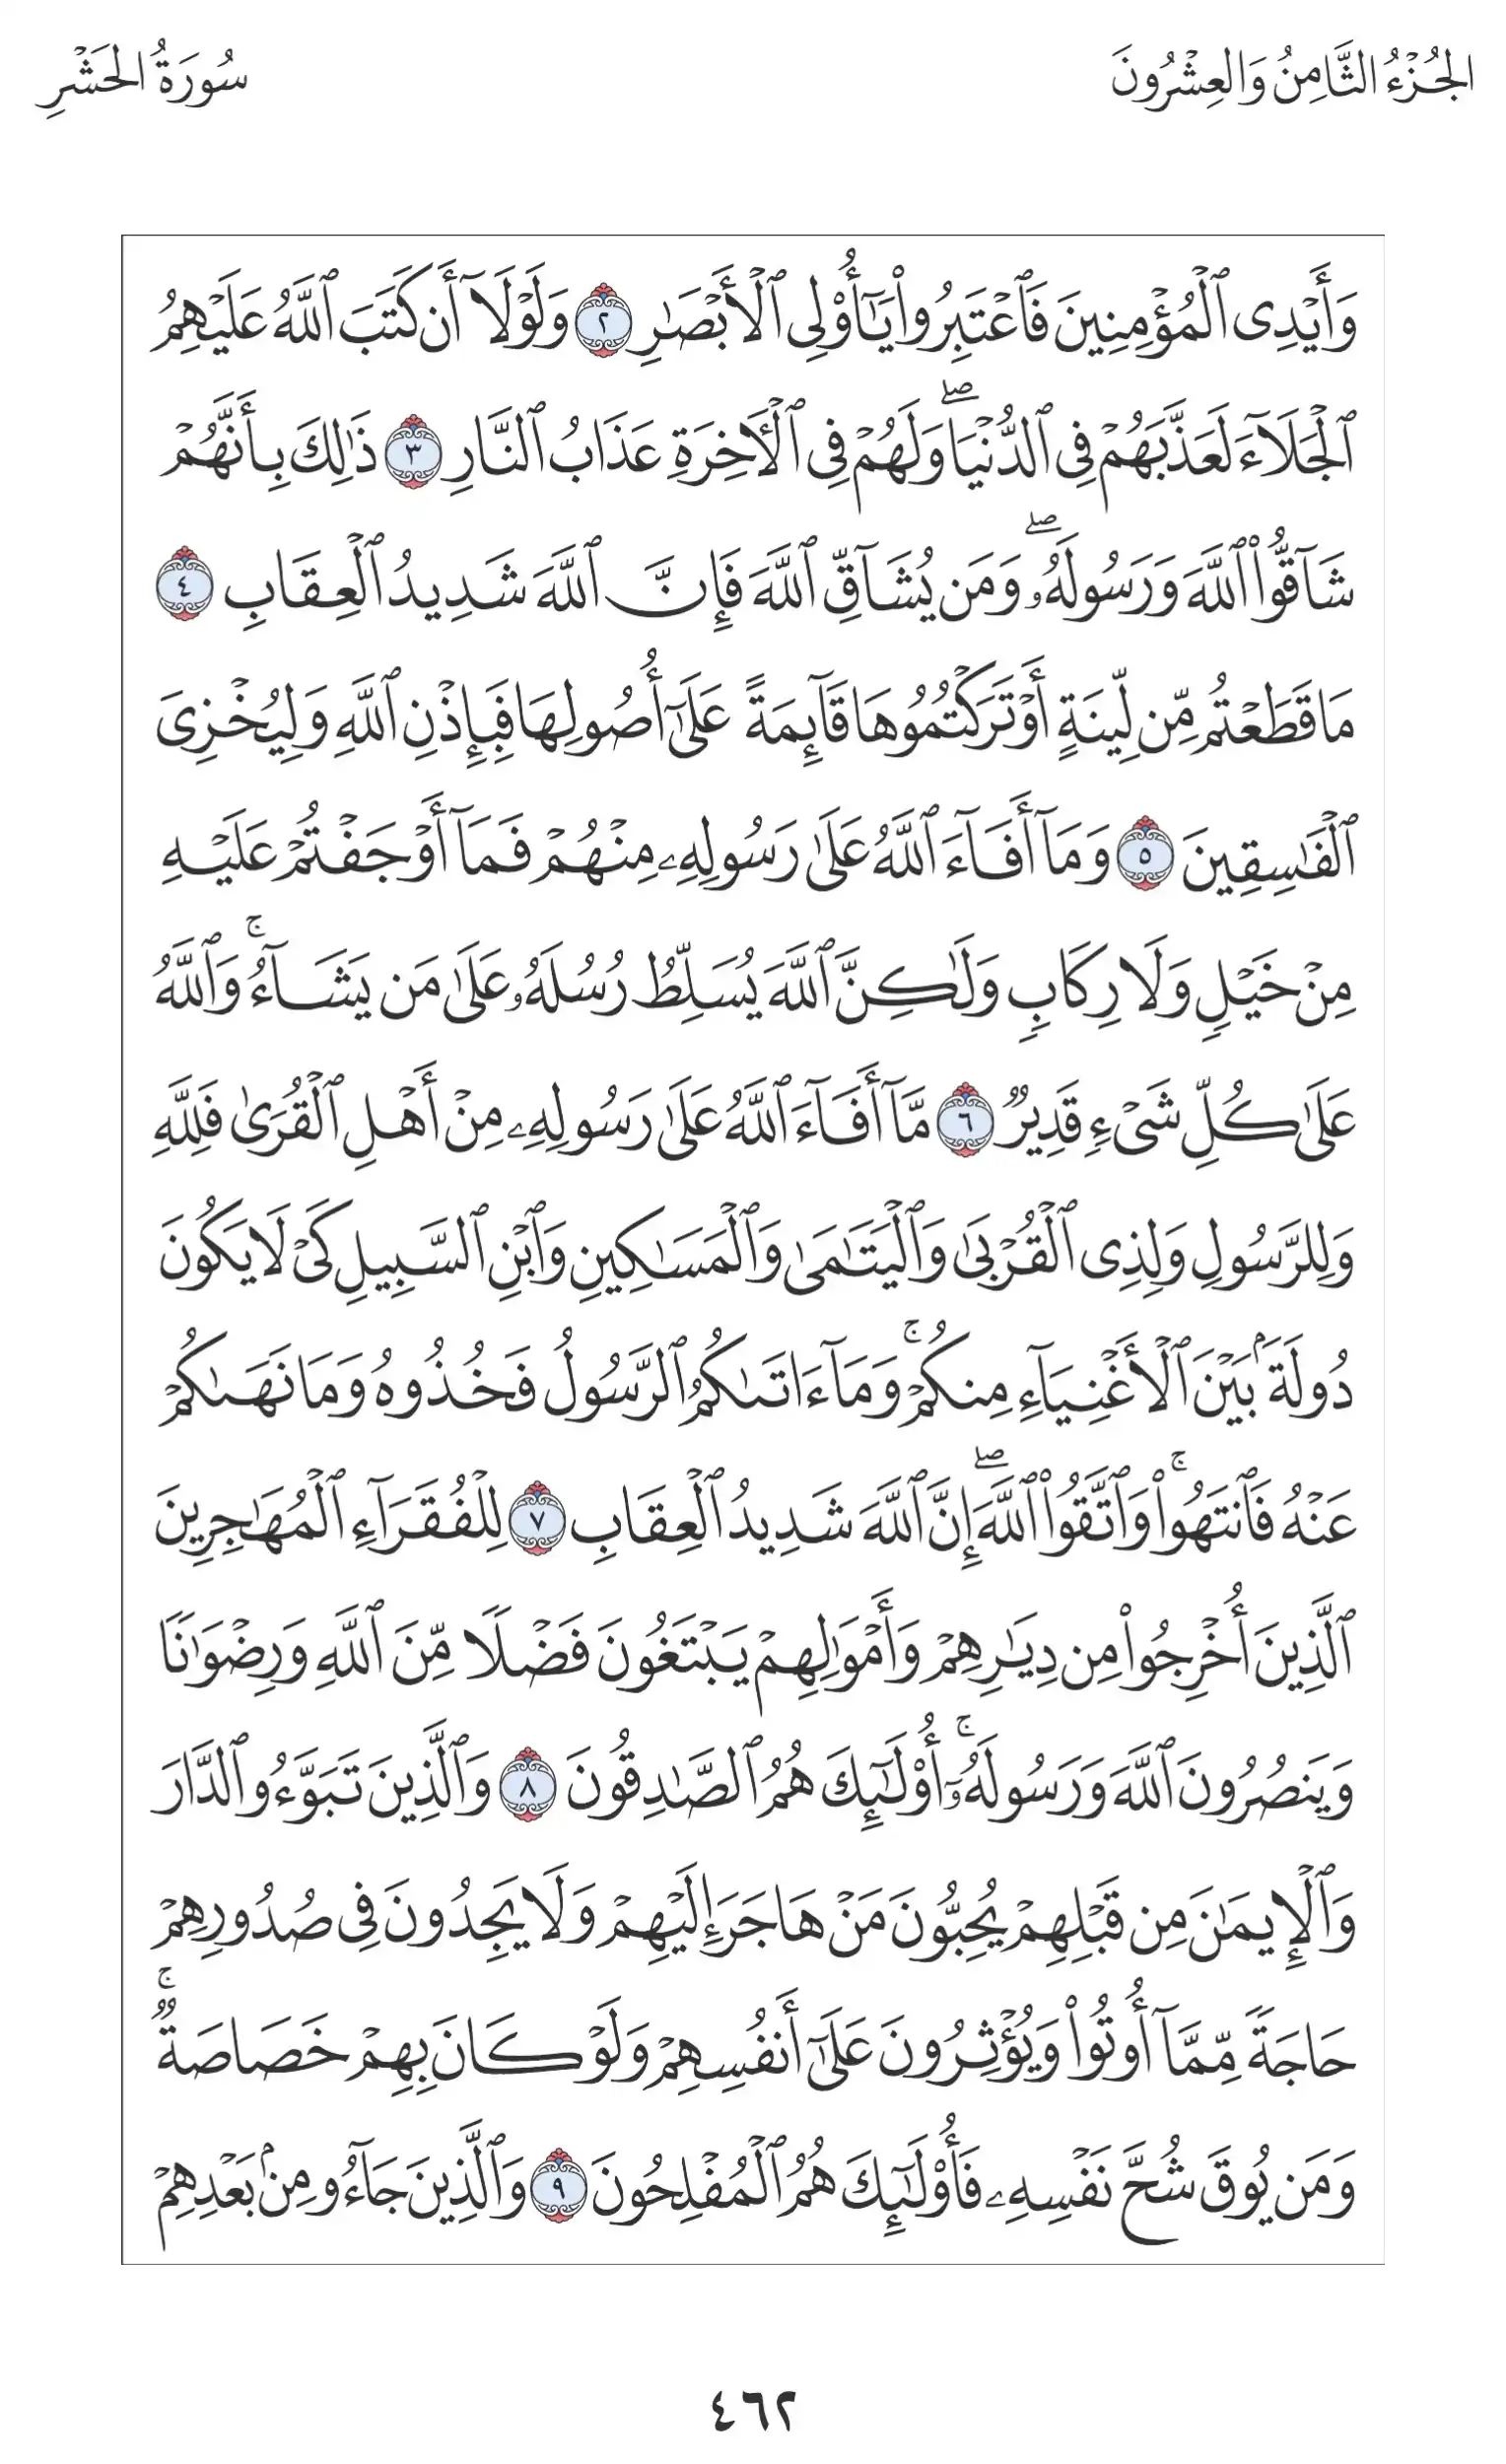 الجُزْءُ الثَّامِنُ وَالعِشْرُونَ
سُورَةُ الحَشْرِ
وَأَيْدِى ٱلْمُؤْمِنِينَ فَٱعْتَبِرُوا۟ يَـٰٓأُو۟لِى ٱلْأَبْصَـٰرِ ٢ وَلَوْلَآ أَن كَتَبَ ٱللَّهُ عَلَيْهِمُ
ٱلْجَلَآءَ لَعَذَّبَهُمْ فِى ٱلدُّنْيَا ۖ وَلَهُمْ فِى ٱلْـَٔاخِرَةِ عَذَابُ ٱلنَّارِ ٣ ذَٰلِكَ بِأَنَّهُمْ
شَآقُّوا۟ ٱللَّهَ وَرَسُولَهُۥ ۖ وَمَن يُشَآقِّ ٱللَّهَ فَإِنَّ ٱللَّهَ شَدِيدُ ٱلْعِقَابِ ٤
مَا قَطَعْتُم مِّن لِّينَةٍ أَوْ تَرَكْتُمُوهَا قَآئِمَةً عَلَىٰٓ أُصُولِهَا فَبِإِذْنِ ٱللَّهِ وَلِيُخْزِىَ
ٱلْفَـٰسِقِينَ ٥ وَمَآ أَفَآءَ ٱللَّهُ عَلَىٰ رَسُولِهِۦ مِنْهُمْ فَمَآ أَوْجَفْتُمْ عَلَيْهِ
مِنْ خَيْلٍ وَلَا رِكَابٍ وَلَـٰكِنَّ ٱللَّهَ يُسَلِّطُ رُسُلَهُۥ عَلَىٰ مَن يَشَآءُ ۚ وَٱللَّهُ
عَلَىٰ كُلِّ شَىْءٍ قَدِيرٌ ٦ مَّآ أَفَآءَ ٱللَّهُ عَلَىٰ رَسُولِهِۦ مِنْ أَهْلِ ٱلْقُرَىٰ فَلِلَّهِ
وَلِلرَّسُولِ وَلِذِى ٱلْقُرْبَىٰ وَٱلْيَتَـٰمَىٰ وَٱلْمَسَـٰكِينِ وَٱبْنِ ٱلسَّبِيلِ كَىْ لَا يَكُونَ
دُولَةًۢ بَيْنَ ٱلْأَغْنِيَآءِ مِنكُمْ ۚ وَمَآ ءَاتَىٰكُمُ ٱلرَّسُولُ فَخُذُوهُ وَمَا نَهَىٰكُمْ
عَنْهُ فَٱنتَهُوا۟ ۚ وَٱتَّقُوا۟ ٱللَّهَ ۖ إِنَّ ٱللَّهَ شَدِيدُ ٱلْعِقَابِ ٧ لِلْفُقَرَآءِ ٱلْمُهَـٰجِرِينَ
ٱلَّذِينَ أُخْرِجُوا۟ مِن دِيَـٰرِهِمْ وَأَمْوَٰلِهِمْ يَبْتَغُونَ فَضْلًا مِّنَ ٱللَّهِ وَرِضْوَٰنًا
وَيَنصُرُونَ ٱللَّهَ وَرَسُولَهُۥٓ ۚ أُو۟لَـٰٓئِكَ هُمُ ٱلصَّـٰدِقُونَ ٨ وَٱلَّذِينَ تَبَوَّءُو ٱلدَّارَ
وَٱلْإِيمَـٰنَ مِن قَبْلِهِمْ يُحِبُّونَ مَنْ هَاجَرَ إِلَيْهِمْ وَلَا يَجِدُونَ فِى صُدُورِهِمْ
حَاجَةً مِّمَّآ أُوتُوا۟ وَيُؤْثِرُونَ عَلَىٰٓ أَنفُسِهِمْ وَلَوْ كَانَ بِهِمْ خَصَاصَةٌ ۚ
وَمَن يُوقَ شُحَّ نَفْسِهِۦ فَأُو۟لَـٰٓئِكَ هُمُ ٱلْمُفْلِحُونَ ٩ وَٱلَّذِينَ جَآءُو مِنۢ بَعْدِهِمْ
٤٦٢